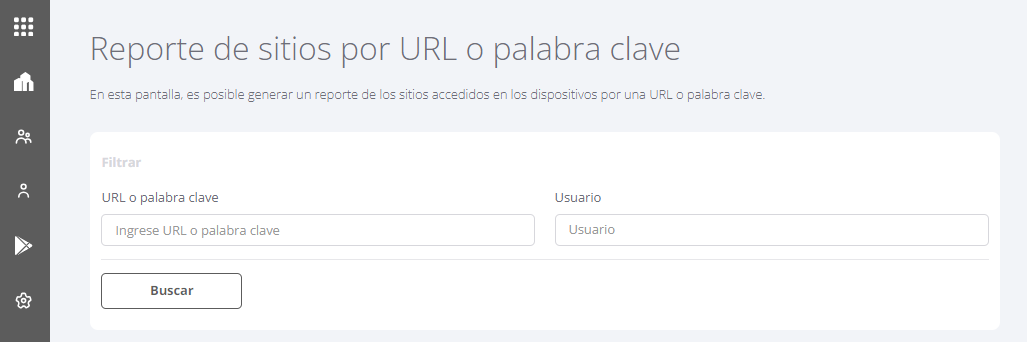 Reporte de sitios por URL o palabra clave
En esta pantalla, es posible generar un reporte de los sitios accedidos en los dispositivos por una URL o palabra clave.
Filtrar
URL o palabra clave
Usuario
Ingrese URL o palabra clave
Usuario
Buscar